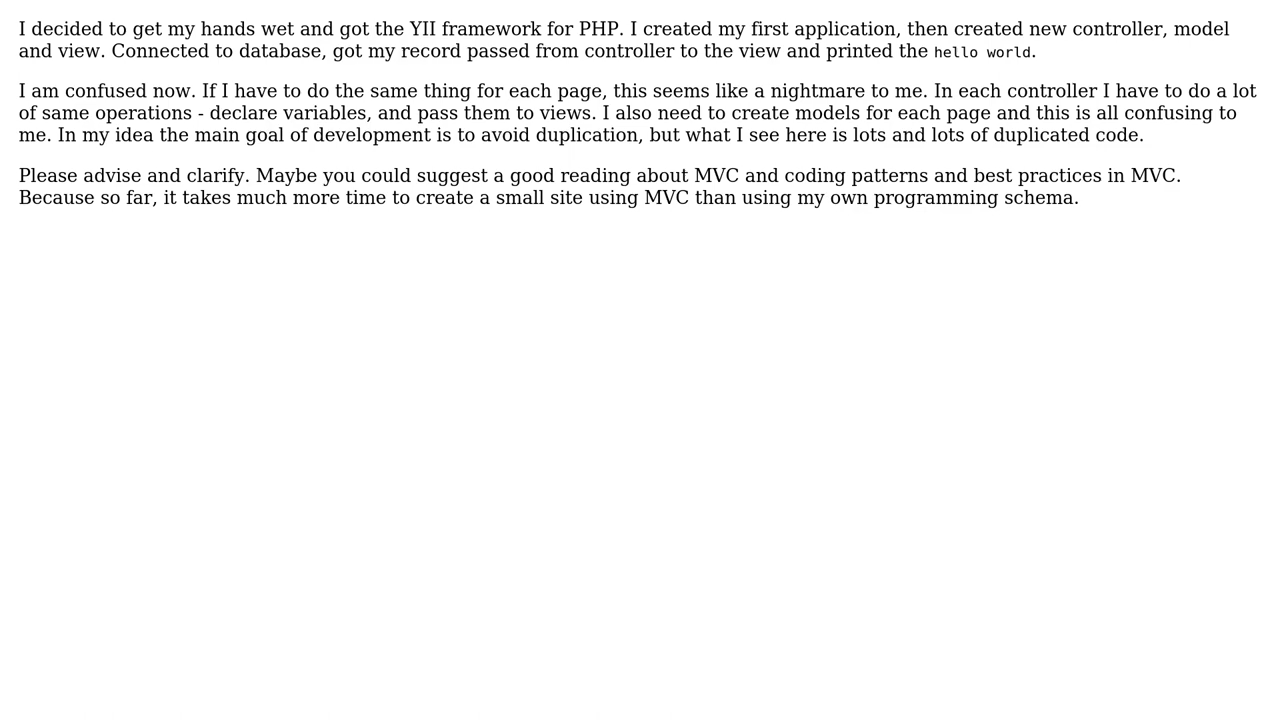 I decided to get my hands wet and got the YII framework for PHP. I created my first application, then created new controller, model
and view. Connected to database, got my record passed from controller to the view and printed the hello world.
I am confused now. If I have to do the same thing for each page, this seems like a nightmare to me. In each controller I have to do a lot
of same operations - declare variables, and pass them to views. I also need to create models for each page and this is all confusing to
me. In my idea the main goal of development is to avoid duplication, but what I see here is lots and lots of duplicated code.
Please advise and clarify. Maybe you could suggest a good reading about MVC and coding patterns and best practices in MVC.
Because so far, it takes much more time to create a small site using MVC than using my own programming schema.